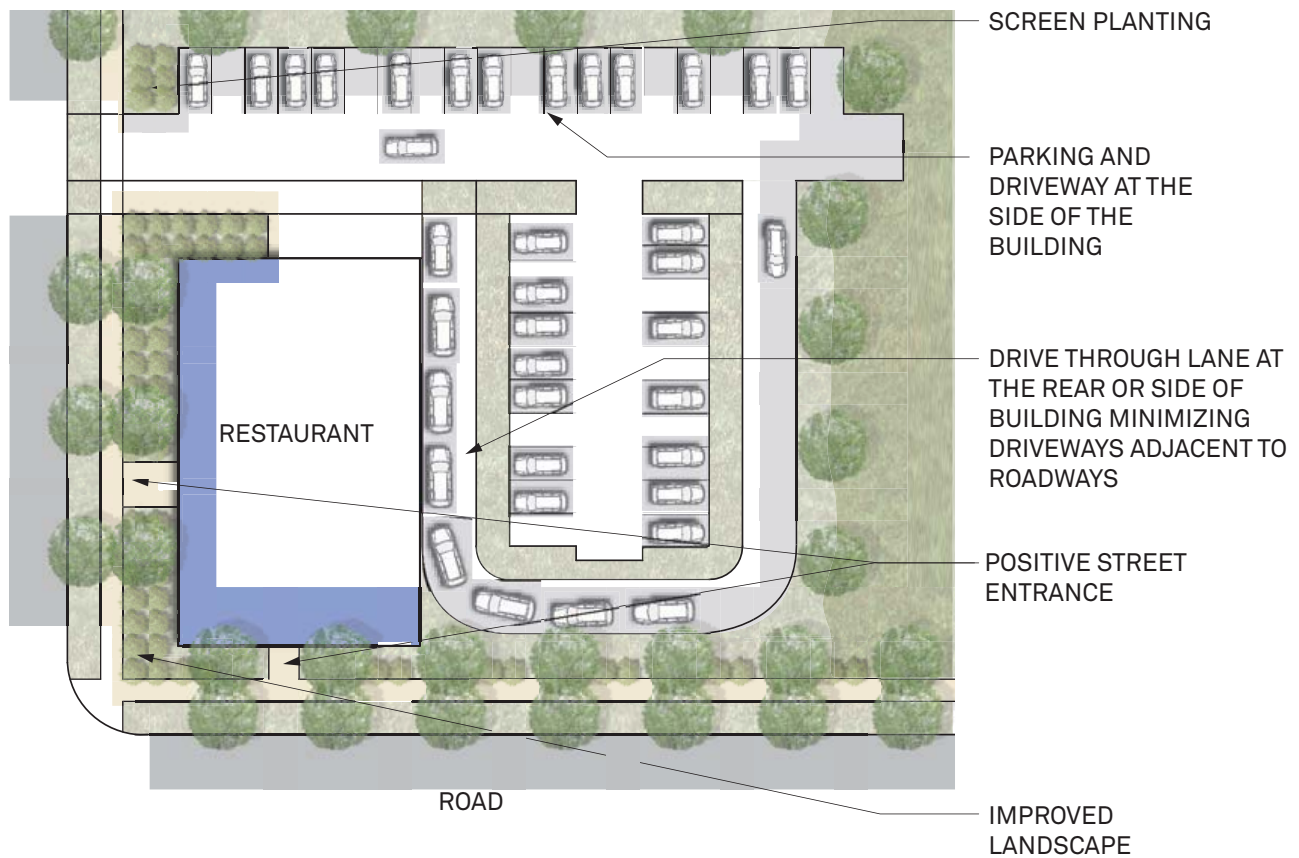 SCREEN PLANTING
PARKING AND
DRIVEWAY AT THE
SIDE OF THE
BUILDING
DRIVE THROUGH LANE AT
THE REAR OR SIDE OF
BUILDING MINIMIZING
DRIVEWAYS ADJACENT TO
ROADWAYS
RESTAURANT
POSITIVE STREET
ENTRANCE
ROAD
IMPROVED
LANDSCAPE